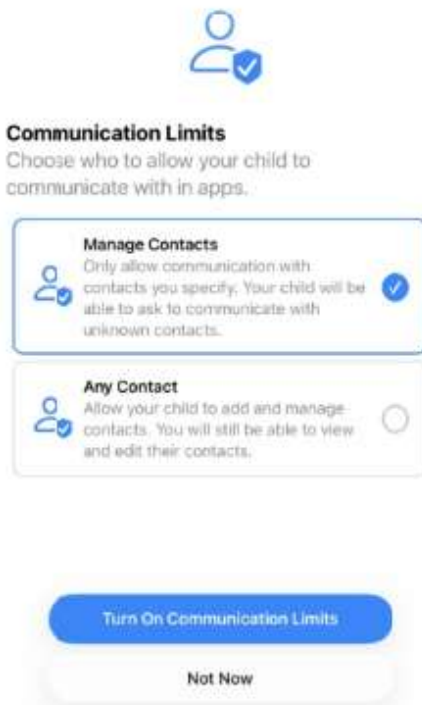 Communication Limits
Choose who to allow your child to
communicate with in apps.
Manage Contacts
Only allow communication with
contacts you specify. Your child will be
able to ask to communicate with
unknown contacts.
Any Contact
Allow your child to add and manage
contacts. You will still be able to view
and edit their contacts.
Turn On Communication Limits
Not Now